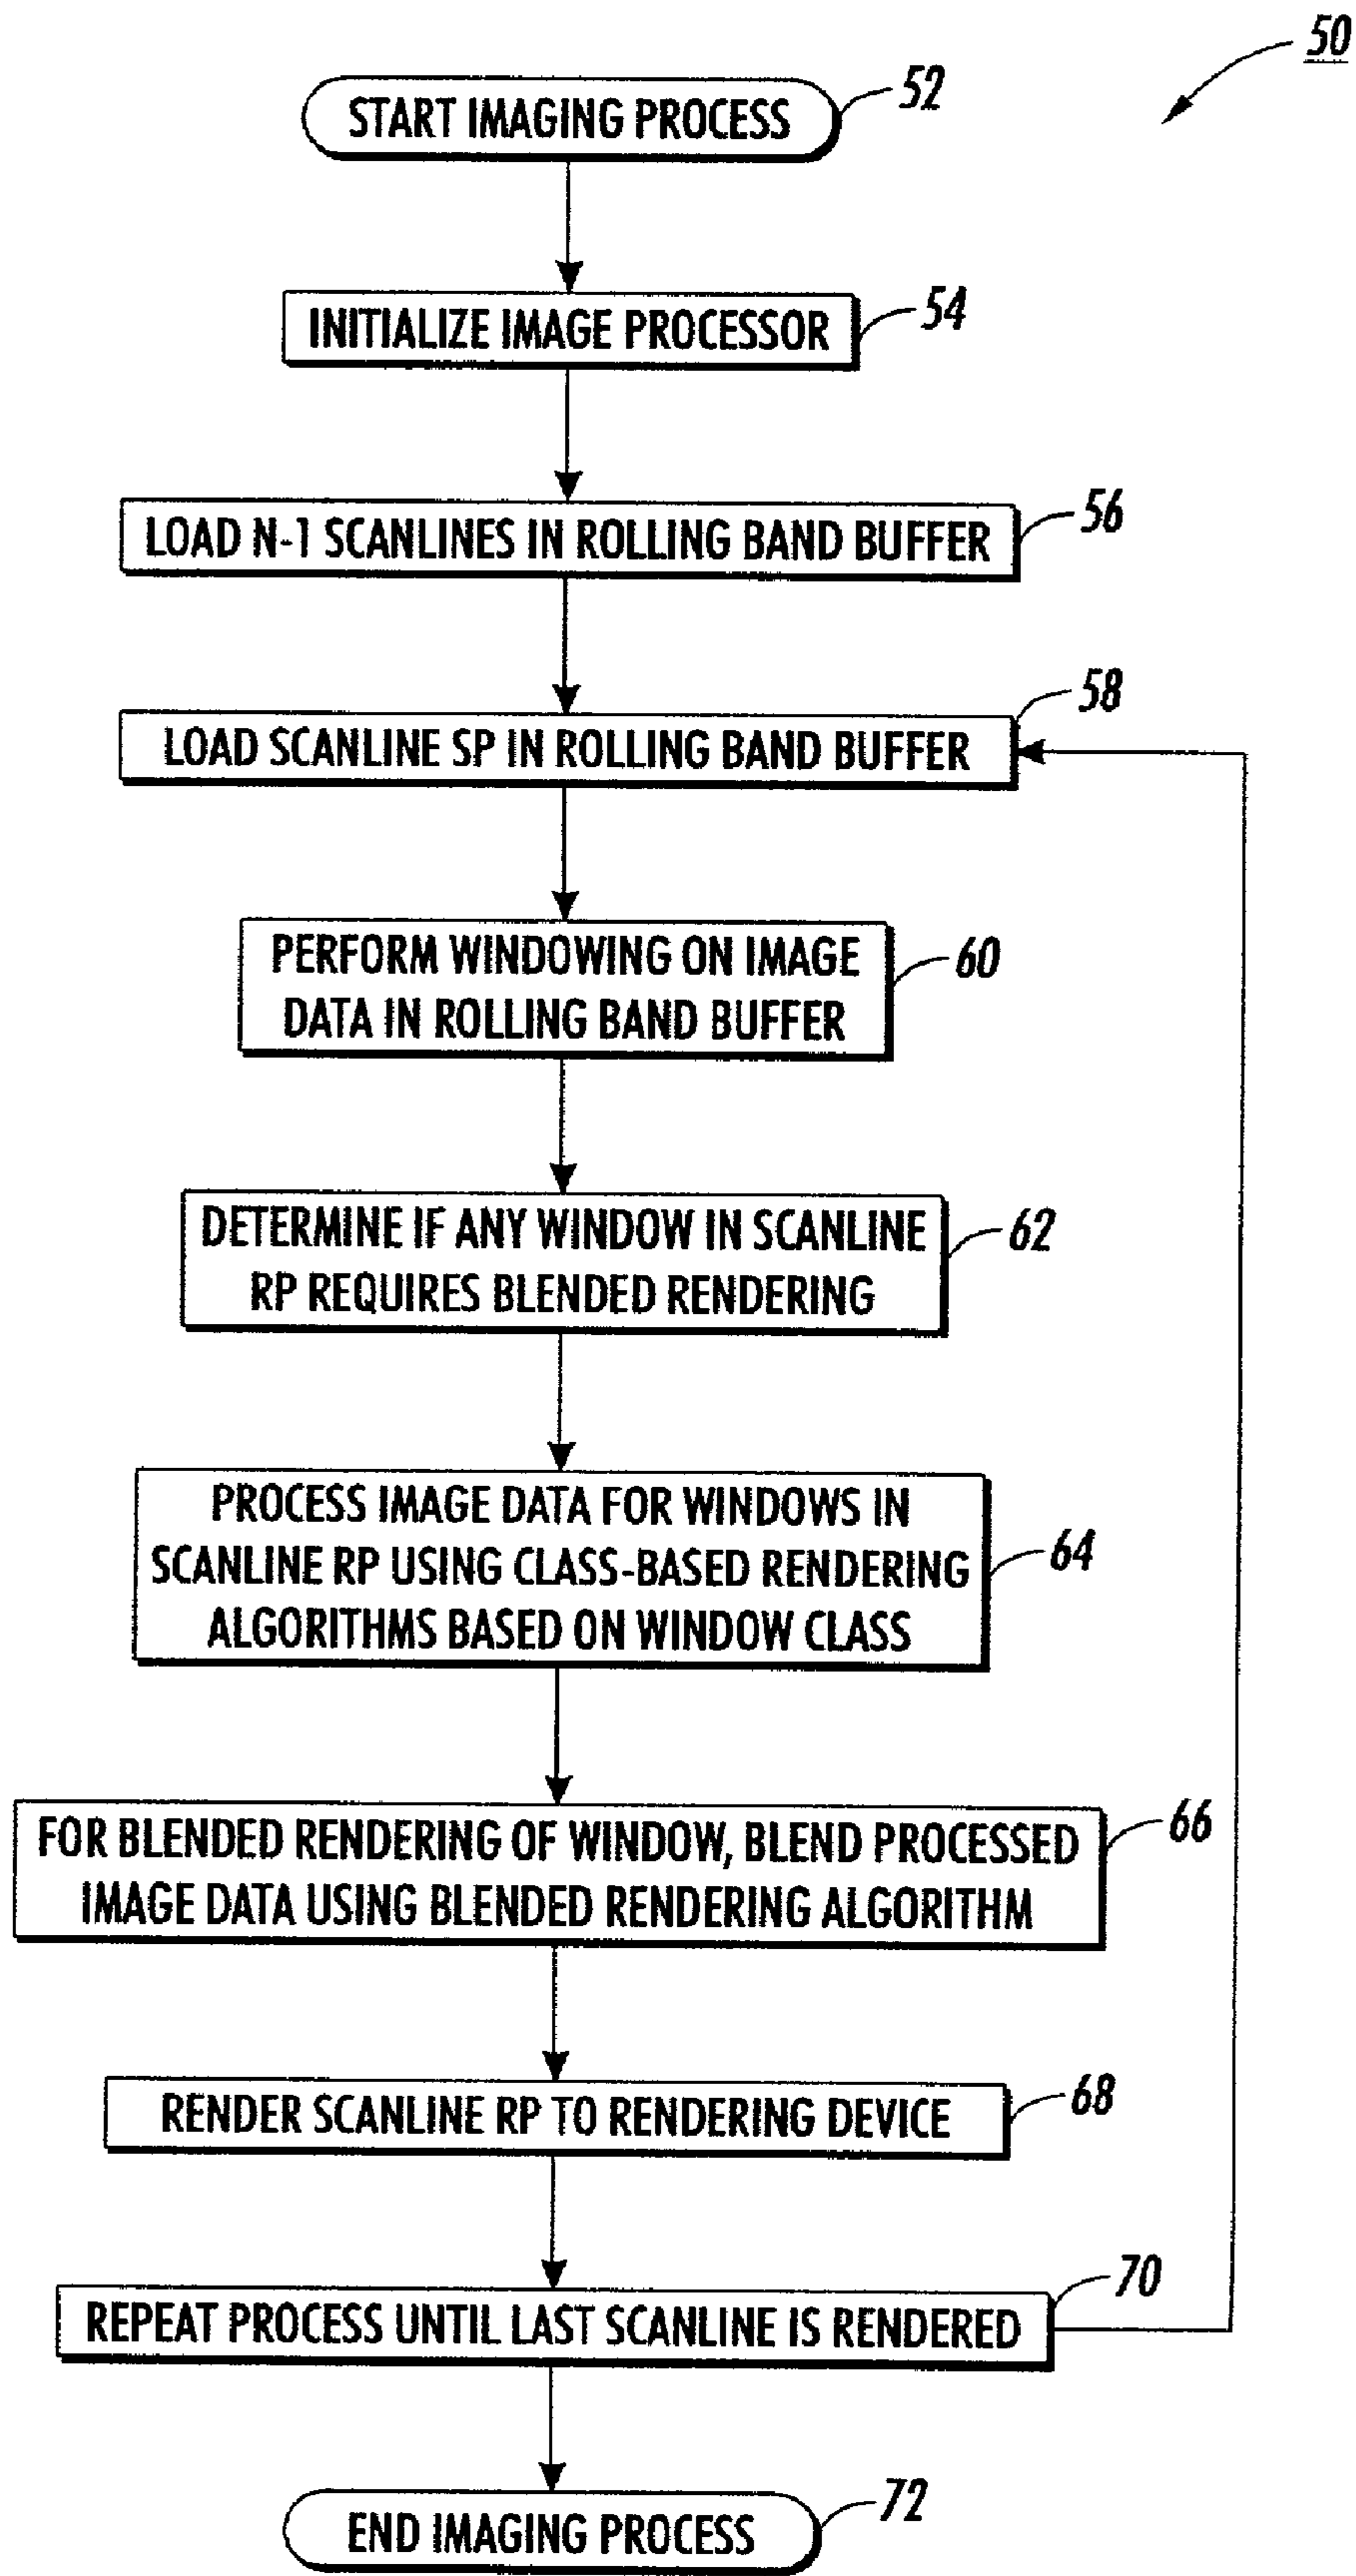 50
START IMAGING PROCESS
52
INITIALIZE IMAGE PROCESSOR
54
LOAD N-1 SCANLINES IN ROLLING BAND BUFFER
56
LOAD SCANLINE SP IN ROLLING BAND BUFFER
58
PERFORM WINDOWING ON IMAGE
DATA IN ROLLING BAND BUFFER
60
DETERMINE IF ANY WINDOW IN SCANLINE
RP REQUIRES BLENDED RENDERING
62
PROCESS IMAGE DATA FOR WINDOWS IN
SCANLINE RP USING CLASS-BASED RENDERING
ALGORITHMS BASED ON WINDOW CLASS
64
FOR BLENDED RENDERING OF WINDOW, BLEND PROCESSED
IMAGE DATA USING BLENDED RENDERING ALGORITHM
66
RENDER SCANLINE RP TO RENDERING DEVICE
68
REPEAT PROCESS UNTIL LAST SCANLINE IS RENDERED
70
END IMAGING PROCESS
72